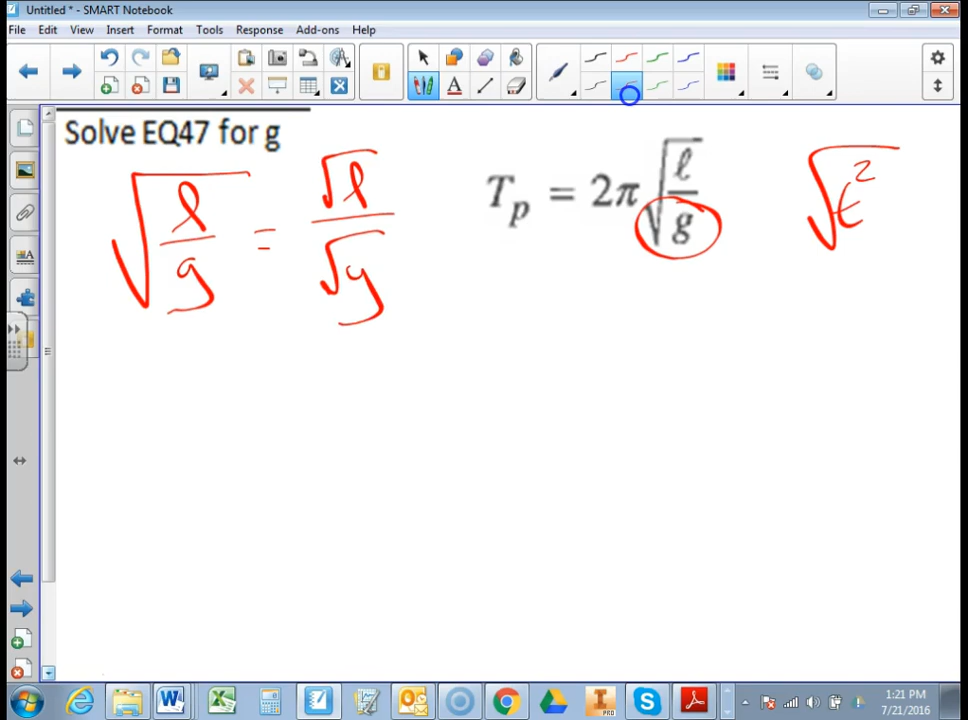 Untitled * - SMART Notebook
File Edit View Insert Format Tools Response Add-ons Help
Solve EQ47 for g
√(ℓ/g) = √ℓ/√g
T_p = 2π√(ℓ/g)
√t²
1:21 PM
7/21/2016